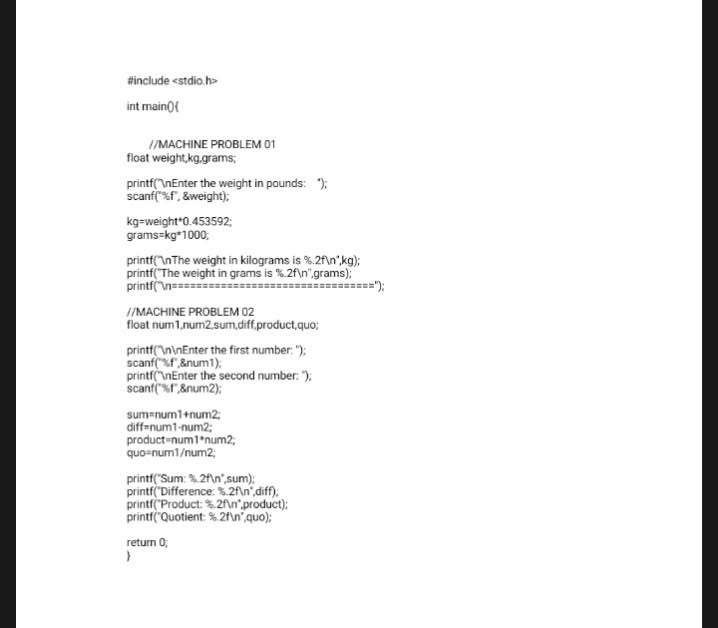 #include <stdio.h>
int main(){
//MACHINE PROBLEM 01
float weight,kg,grams;
printf("\nEnter the weight in pounds:    ");
scanf("%f", &weight);
kg=weight*0.453592;
grams=kg*1000;
printf("\nThe weight in kilograms is %.2f\n",kg);
printf("The weight in grams is %.2f\n",grams);
printf("\n=================================");
//MACHINE PROBLEM 02
float num1,num2,sum,diff,product,quo;
printf("\n\nEnter the first number: ");
scanf("%f",&num1);
printf("\nEnter the second number: ");
scanf("%f",&num2);
sum=num1+num2;
diff=num1-num2;
product=num1*num2;
quo=num1/num2;
printf("Sum: %.2f\n",sum);
printf("Difference: %.2f\n",diff);
printf("Product: %.2f\n",product);
printf("Quotient: %.2f\n",quo);
return 0;
}